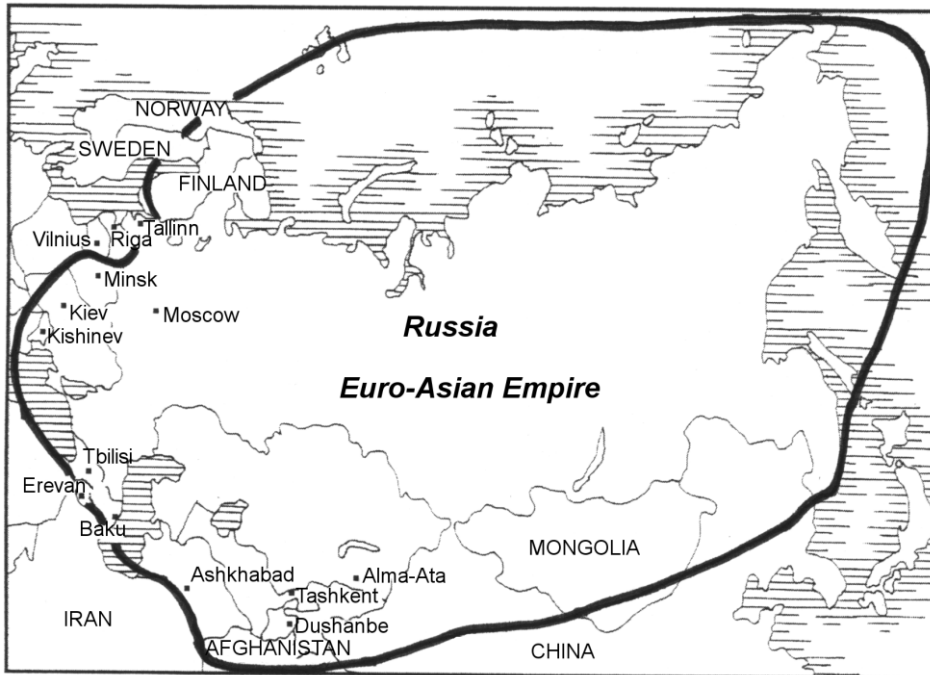 NORWAY
SWEDEN
FINLAND
Tallinn
Riga
Vilnius
Minsk
Kiev
Moscow
Kishinev
Russia
Euro-Asian Empire
Tbilisi
Erevan
Baku
MONGOLIA
Ashkhabad
Alma-Ata
Tashkent
IRAN
Dushanbe
AFGHANISTAN
CHINA